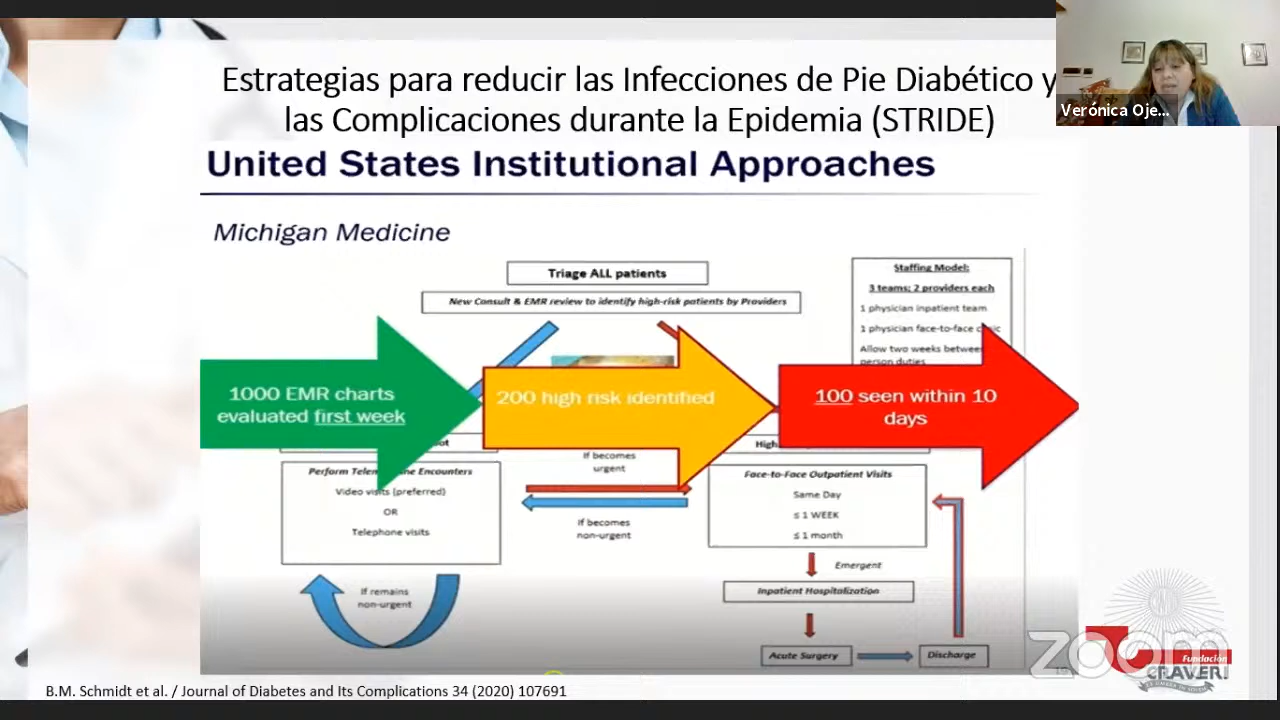 Estrategias para reducir las Infecciones de Pie Diabético y
las Complicaciones durante la Epidemia (STRIDE)
Verónica Oje...
United States Institutional Approaches
Michigan Medicine
Triage ALL patients
New Consult & EMR review to identify high-risk patients by Providers
Staffing Model:
3 teams; 2 providers each
1 physician inpatient team
1 physician face-to-face
Allow two weeks between
person duties
1000 EMR charts
evaluated first week
200 high risk identified
100 seen within 10
days
High
Perform Encounters
Video visits (preferred)
OR
Telephone visits
If becomes
urgent
If becomes
non-urgent
Face-to-Face Outpatient Visits
Same Day
≤ 1 WEEK
≤ 1 month
Emergent
Inpatient Hospitalization
If remains
non-urgent
Acute Surgery
Discharge
zoom
Fundación
CRAVERI
B.M. Schmidt et al. / Journal of Diabetes and Its Complications 34 (2020) 107691